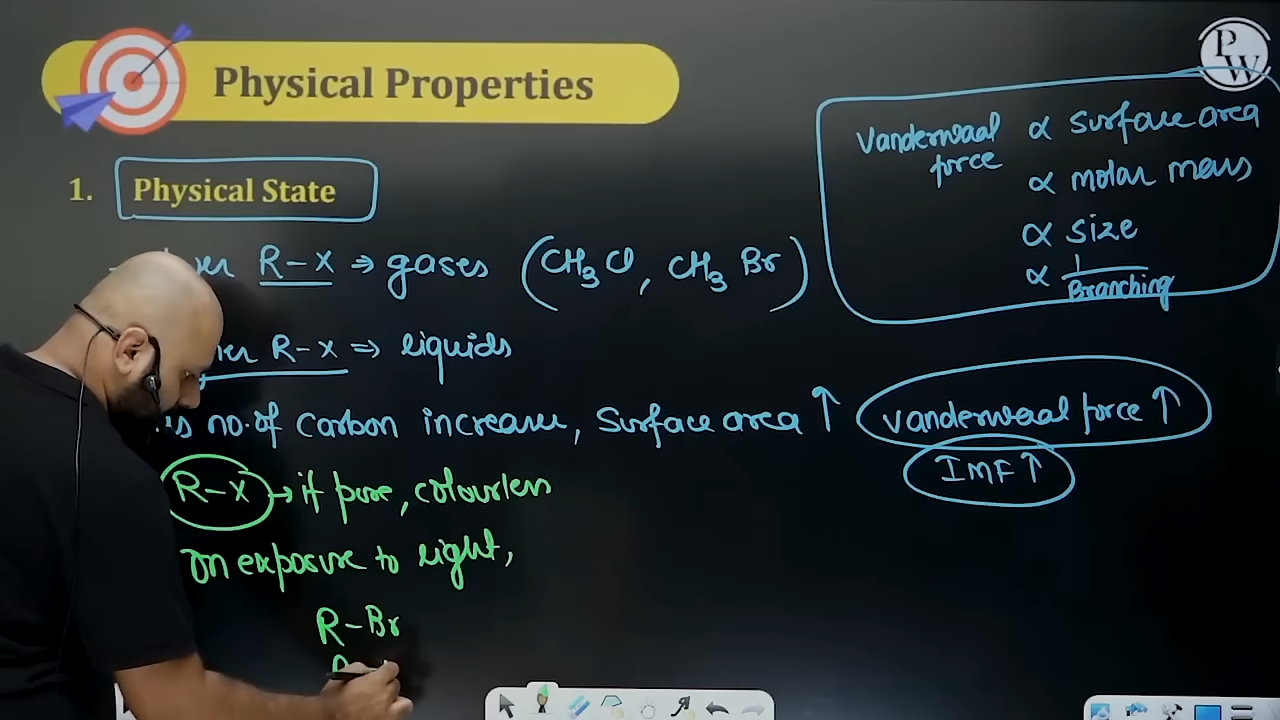 Physical Properties
PW
1. Physical State
R-X → gases (CH3Cl, CH3Br)
R-X ⇒ liquids
no. of carbon increase, surface area ↑ vanderwaal force ↑
IMF ↑
R-X → if pure, colourless
on exposure to light,
R-Br
Vanderwaal force ∝ surface area
∝ molar mass
∝ size
∝ 1/Branching